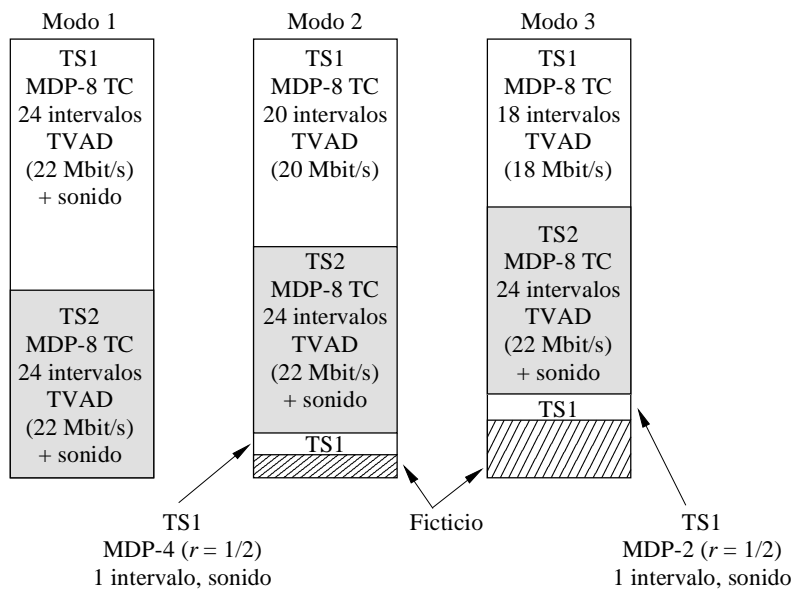 Modo 1
TS1
MDP-8 TC
24 intervalos
TVAD
(22 Mbit/s)
+ sonido
TS2
MDP-8 TC
24 intervalos
TVAD
(22 Mbit/s)
+ sonido
Modo 2
TS1
MDP-8 TC
20 intervalos
TVAD
(20 Mbit/s)
TS2
MDP-8 TC
24 intervalos
TVAD
(22 Mbit/s)
+ sonido
TS1
Modo 3
TS1
MDP-8 TC
18 intervalos
TVAD
(18 Mbit/s)
TS2
MDP-8 TC
24 intervalos
TVAD
(22 Mbit/s)
+ sonido
TS1
TS1
MDP-4 (r = 1/2)
1 intervalo, sonido
Ficticio
TS1
MDP-2 (r = 1/2)
1 intervalo, sonido